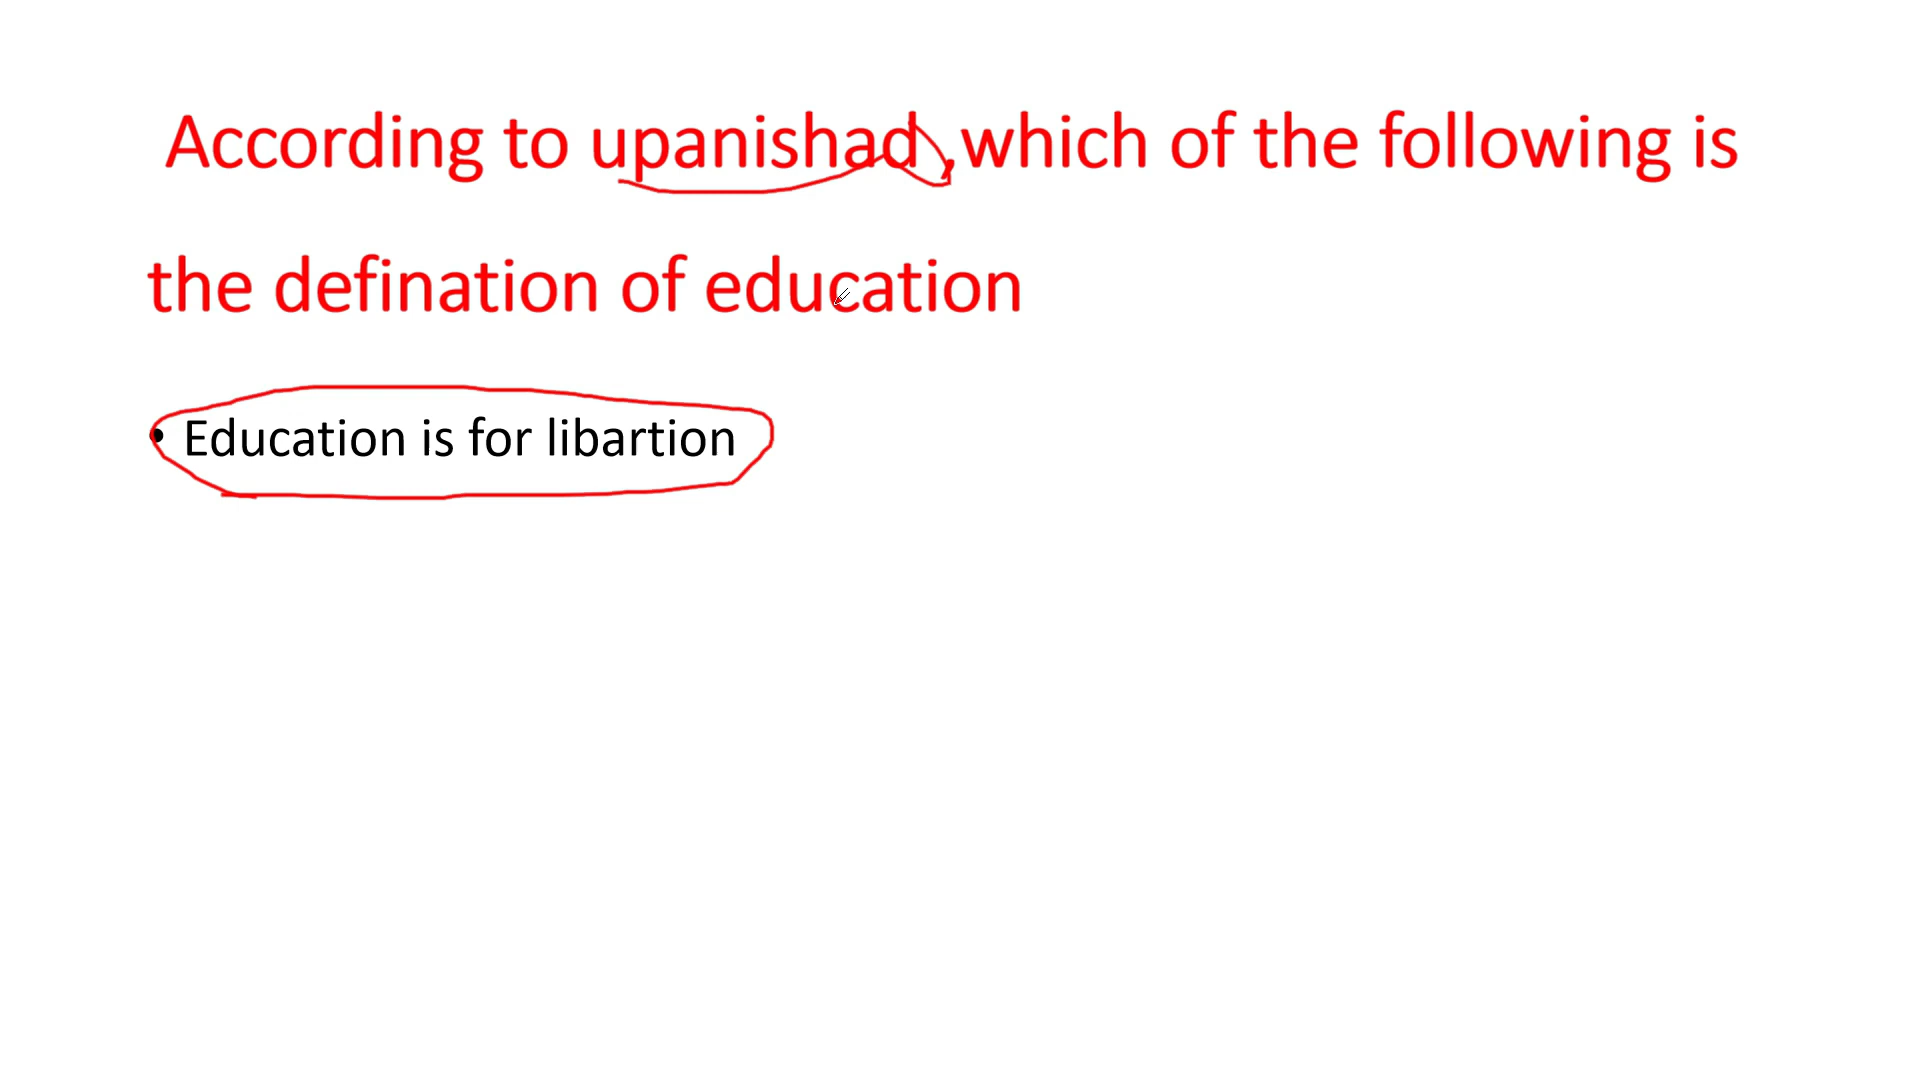 According to upanishad ,which of the following is
the defination of education
• Education is for libartion